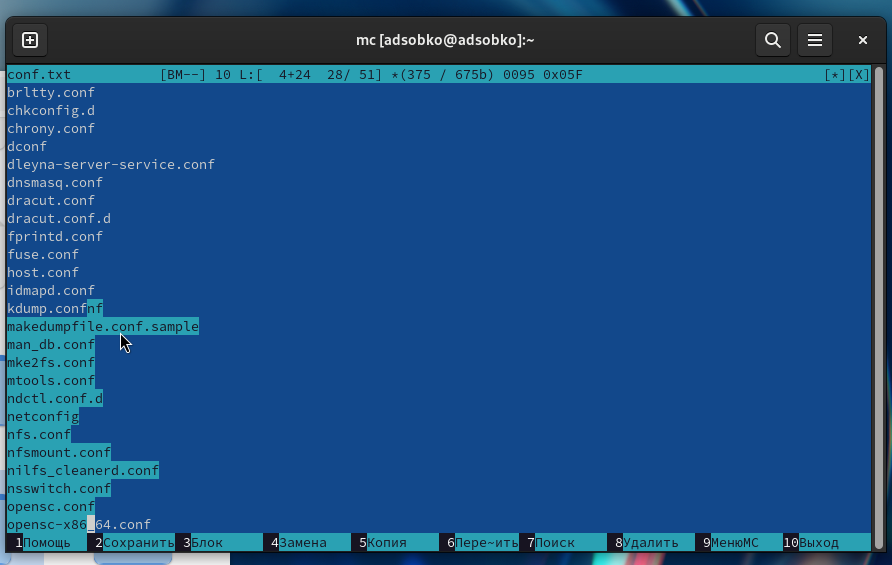 mc [adsobko@adsobko]:~
conf.txt [BM--] 10 L:[ 4+24 28/ 51] *(375 / 675b) 0095 0x05F [*][X]
brltty.conf
chkconfig.d
chrony.conf
dconf
dleyna-server-service.conf
dnsmasq.conf
dracut.conf
dracut.conf.d
fprintd.conf
fuse.conf
host.conf
idmapd.conf
kdump.confnf
makedumpfile.conf.sample
man_db.conf
mke2fs.conf
mtools.conf
ndctl.conf.d
netconfig
nfs.conf
nfsmount.conf
nilfs_cleanerd.conf
nsswitch.conf
opensc.conf
opensc-x86_64.conf
1Помощь 2Сохранить 3Блок 4Замена 5Копия 6Пере~ить 7Поиск 8Удалить 9МенюМС 10Выход